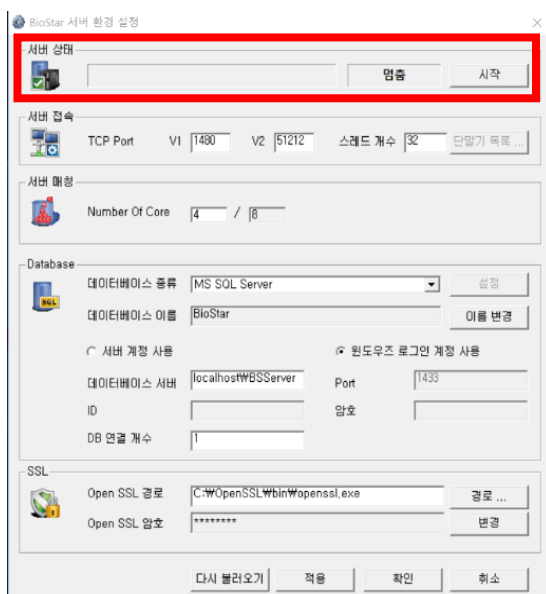 BioStar 서버 환경 설정
서버 상태
멈춤 시작
서버 접속
TCP Port V1 1480 V2 51212 스레드 개수 32 단말기 목록 ...
서버 매칭
Number Of Core 4 / 8
Database
데이터베이스 종류 MS SQL Server 설정
데이터베이스 이름 BioStar 이름 변경
서버 계정 사용 윈도우즈 로그인 계정 사용
데이터베이스 서버 localhost₩BSServer Port 1433
ID 암호
DB 연결 개수 1
SSL
Open SSL 경로 C:₩OpenSSL₩bin₩openssl,exe 경로 ...
Open SSL 암호 ******** 변경
다시 불러오기 적용 확인 취소